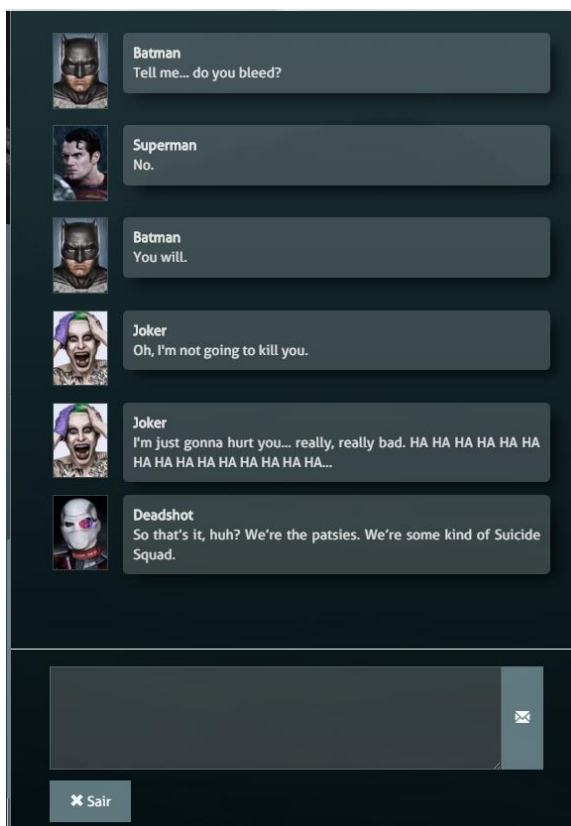 Batman
Tell me... do you bleed?
Superman
No.
Batman
You will.
Joker
Oh, I'm not going to kill you.
Joker
I'm just gonna hurt you... really, really bad. HA HA HA HA HA HA
HA HA HA HA HA HA HA HA HA...
Deadshot
So that’s it, huh? We’re the patsies. We’re some kind of Suicide
Squad.
✖ Sair